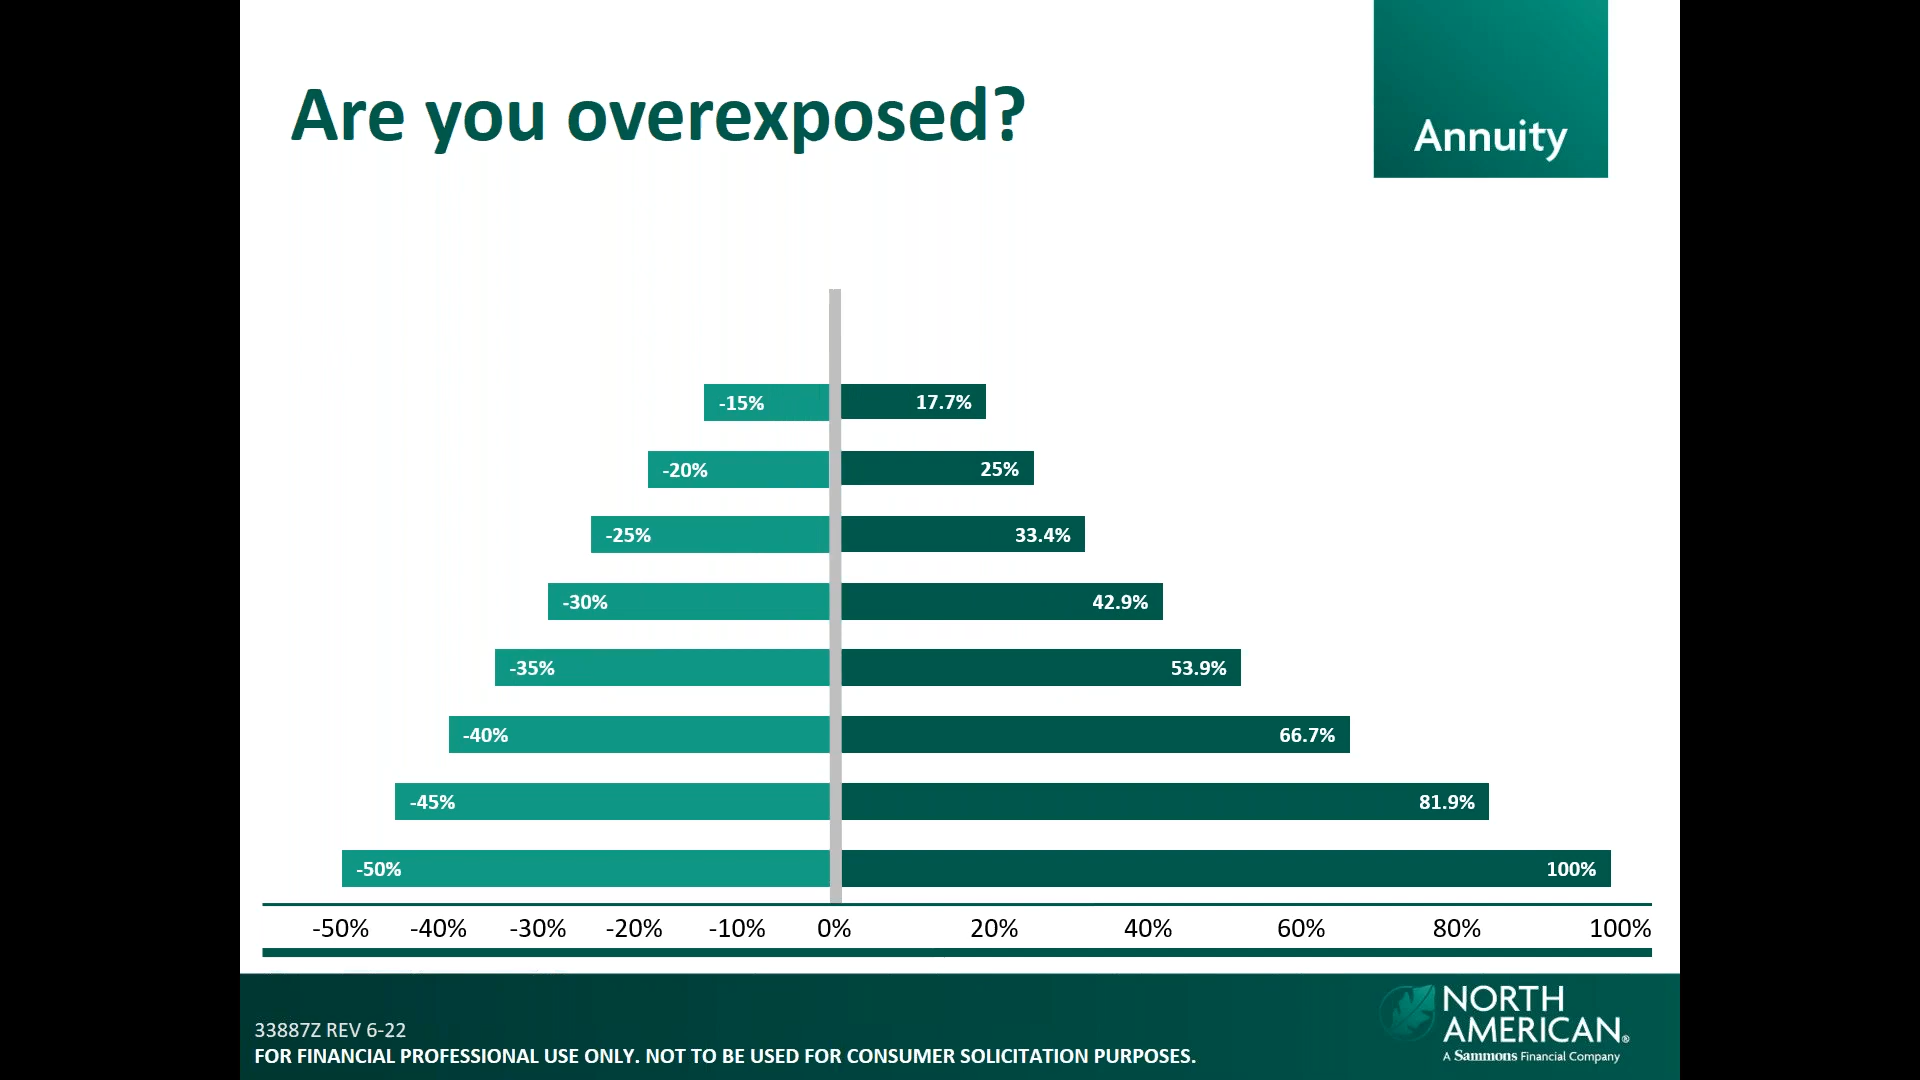 Are you overexposed?
Annuity
-15% 17.7%
-20% 25%
-25% 33.4%
-30% 42.9%
-35% 53.9%
-40% 66.7%
-45% 81.9%
-50% 100%
-50% -40% -30% -20% -10% 0% 20% 40% 60% 80% 100%
33887Z REV 6-22
FOR FINANCIAL PROFESSIONAL USE ONLY. NOT TO BE USED FOR CONSUMER SOLICITATION PURPOSES.
NORTH
AMERICAN®
A Sammons Financial Company